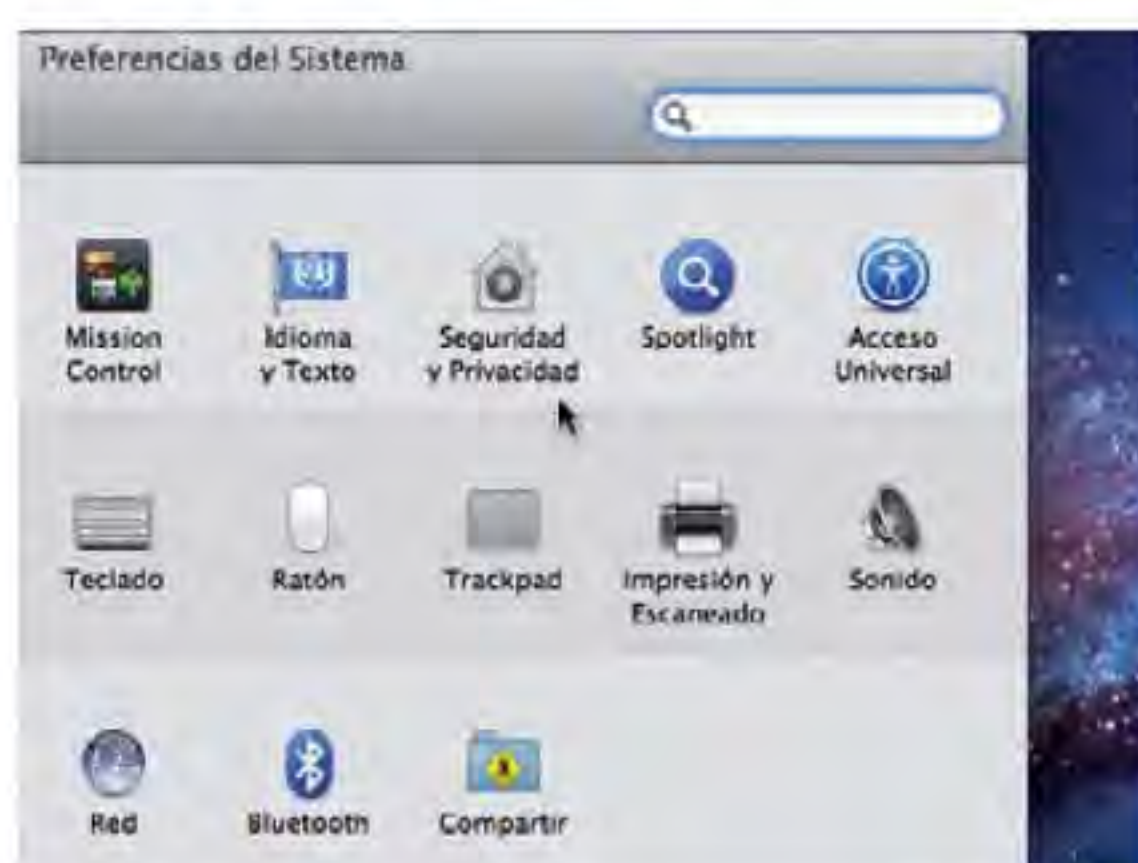 Preferencias del Sistema
Mission
Control
Idioma
y Texto
Seguridad
y Privacidad
Spotlight
Acceso
Universal
Teclado
Ratón
Trackpad
Impresión y
Escaneado
Sonido
Red
Bluetooth
Compartir